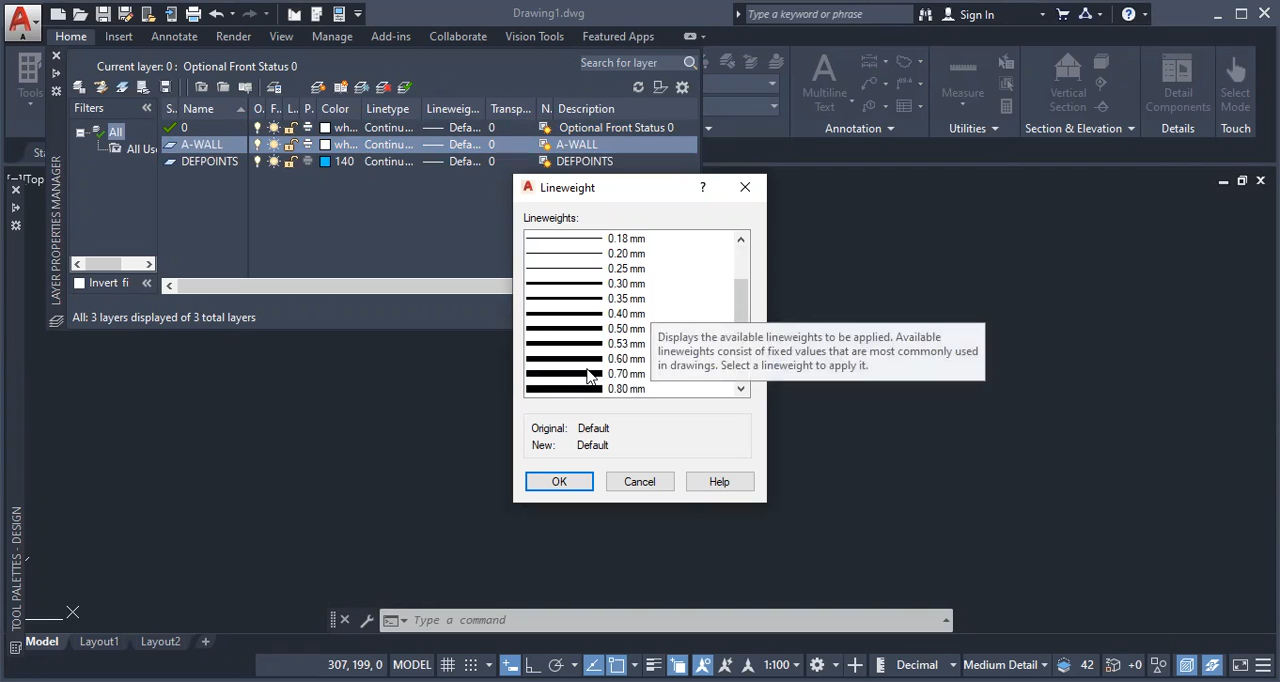 Drawing1.dwg
Type a keyword or phrase
Sign In
Home Insert Annotate Render View Manage Add-ins Collaborate Vision Tools Featured Apps
Tools
Current layer: 0 : Optional Front Status 0
Search for layer
Filters
S.. Name O. F.. L.. P.. Color Linetype Lineweig... Transp... N.. Description
All
All Us
0 wh... Continu... Defa... 0 Optional Front Status 0
A-WALL wh... Continu... Defa... 0 A-WALL
DEFPOINTS 140 Continu... Defa... 0 DEFPOINTS
Invert fi
All: 3 layers displayed of 3 total layers
LAYER PROPERTIES MANAGER
Multiline
Text
Annotation
Measure
Utilities
Vertical
Section
Section & Elevation
Detail
Components
Details
Select
Mode
Touch
Sta
[−][Top
Lineweight
Lineweights:
0.18 mm
0.20 mm
0.25 mm
0.30 mm
0.35 mm
0.40 mm
0.50 mm
0.53 mm
0.60 mm
0.70 mm
0.80 mm
Displays the available lineweights to be applied. Available
lineweights consist of fixed values that are most commonly used
in drawings. Select a lineweight to apply it.
Original: Default
New: Default
OK Cancel Help
TOOL PALETTES - DESIGN
X
Type a command
Model Layout1 Layout2 +
307, 199, 0 MODEL 1:100 Decimal Medium Detail 42 +0